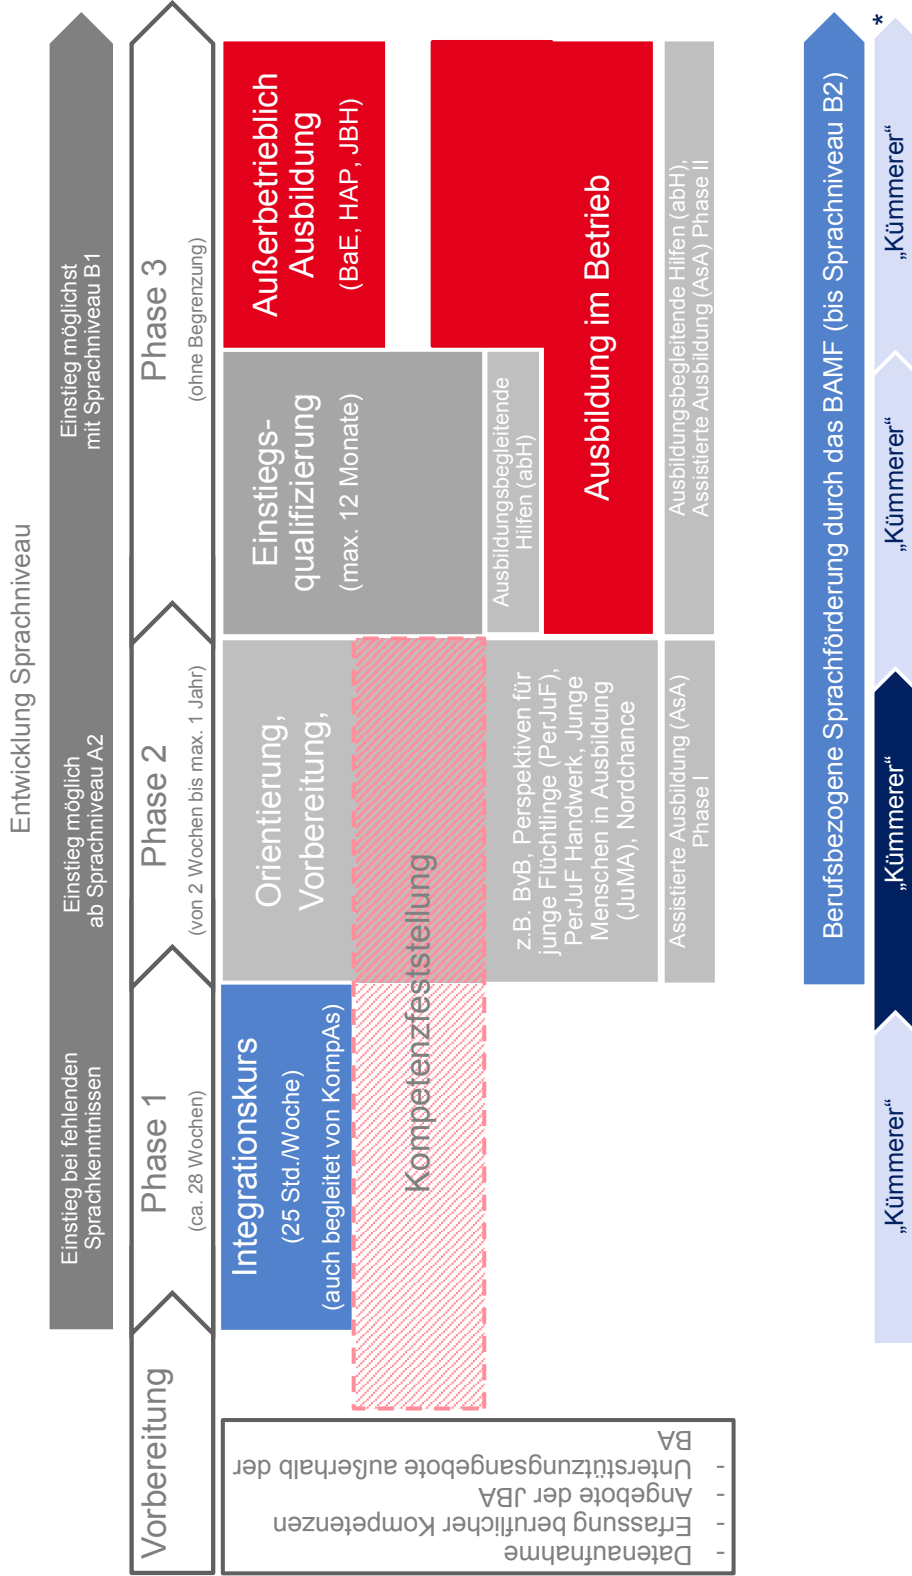 Entwicklung Sprachniveau
Einstieg bei fehlenden
Sprachkenntnissen
Einstieg möglich
ab Sprachniveau A2
Einstieg möglichst
mit Sprachniveau B1
Vorbereitung
Phase 1
(ca. 28 Wochen)
Phase 2
(von 2 Wochen bis max. 1 Jahr)
Phase 3
(ohne Begrenzung)
- Datenaufnahme
- Erfassung beruflicher Kompetenzen
- Angebote der JBA
- Unterstützungsangebote außerhalb der
BA
Integrationskurs
(25 Std./Woche)
(auch begleitet von KompAs)
Kompetenzfeststellung
Orientierung,
Vorbereitung,
z.B. BvB, Perspektiven für
junge Flüchtlinge (PerJuF),
PerJuF Handwerk, Junge
Menschen in Ausbildung
(JuMA), Nordchance
Assistierte Ausbildung (AsA)
Phase I
Einstiegs-
qualifizierung
(max. 12 Monate)
Ausbildungsbegleitende
Hilfen (abH)
Außerbetrieblich
Ausbildung
(BaE, HAP, JBH)
Ausbildung im Betrieb
Ausbildungsbegleitende Hilfen (abH),
Assistierte Ausbildung (AsA) Phase II
Berufsbezogene Sprachförderung durch das BAMF (bis Sprachniveau B2)
„Kümmerer“
„Kümmerer“
„Kümmerer“
„Kümmerer“
*